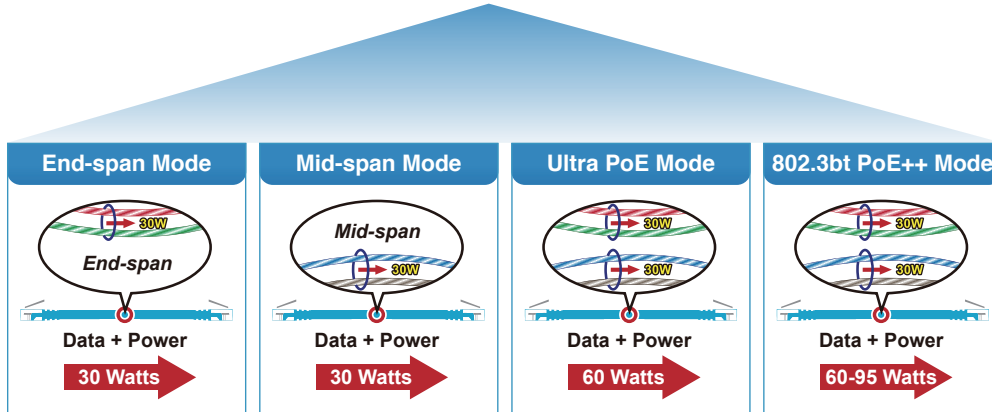 End-span Mode
30W
End-span
Data + Power
30 Watts
Mid-span Mode
Mid-span
30W
Data + Power
30 Watts
Ultra PoE Mode
30W
30W
Data + Power
60 Watts
802.3bt PoE++ Mode
30W
30W
Data + Power
60-95 Watts